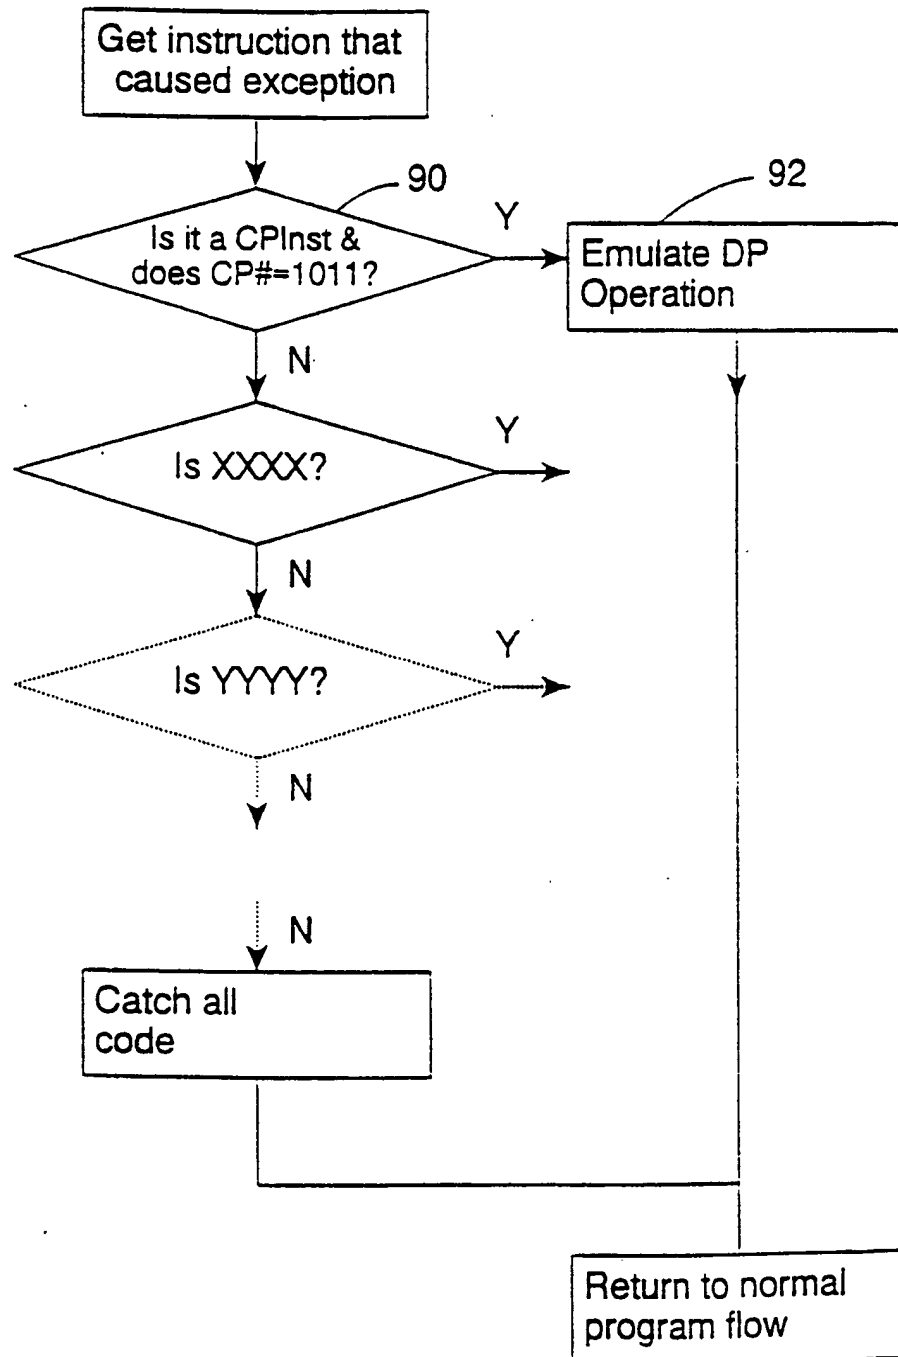 Get instruction that
caused exception
90
Is it a CPInst &
does CP#=1011?
Y
92
Emulate DP
Operation
N
Is XXXX?
Y
N
Is YYYY?
Y
N
N
Catch all
code
Return to normal
program flow